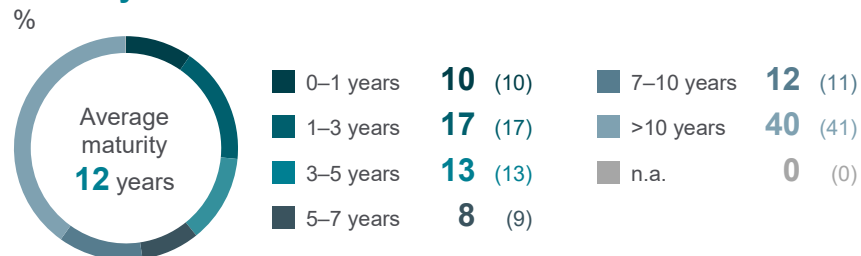 %
Average
maturity
12 years
0–1 years 10 (10)
1–3 years 17 (17)
3–5 years 13 (13)
5–7 years 8 (9)
7–10 years 12 (11)
>10 years 40 (41)
n.a. 0 (0)